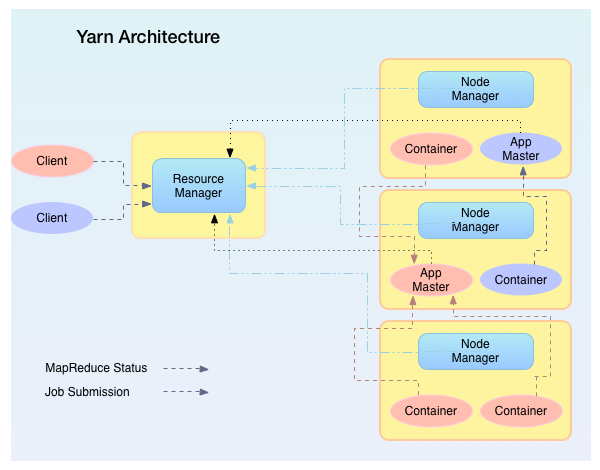 Yarn Architecture
Node
Manager
Container
App
Master
Client
Resource
Manager
Client
Node
Manager
App
Master
Container
Node
Manager
MapReduce Status
Job Submission
Container
Container